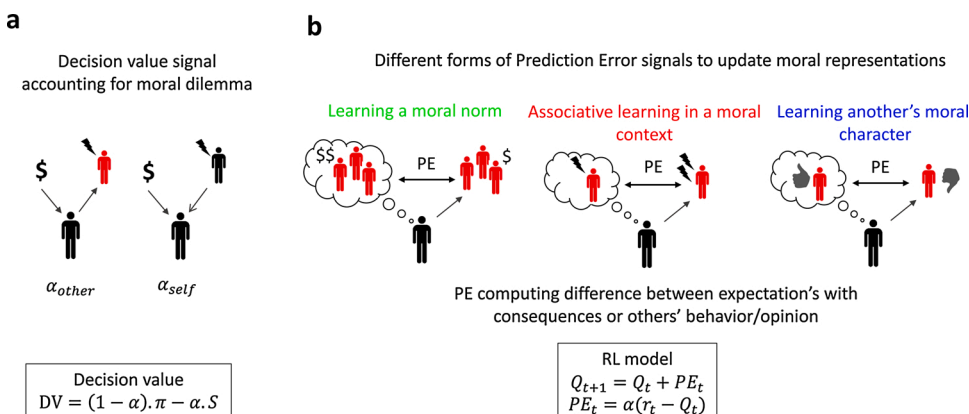 a
Decision value signal
accounting for moral dilemma
$
$
α_other
α_self
Decision value
DV = (1 − α).π − α.S
b
Different forms of Prediction Error signals to update moral representations
Learning a moral norm
$$
PE
$
Associative learning in a moral
context
PE
Learning another's moral
character
PE
PE computing difference between expectation's with
consequences or others' behavior/opinion
RL model
Q_{t+1} = Q_t + PE_t
PE_t = α(r_t − Q_t)